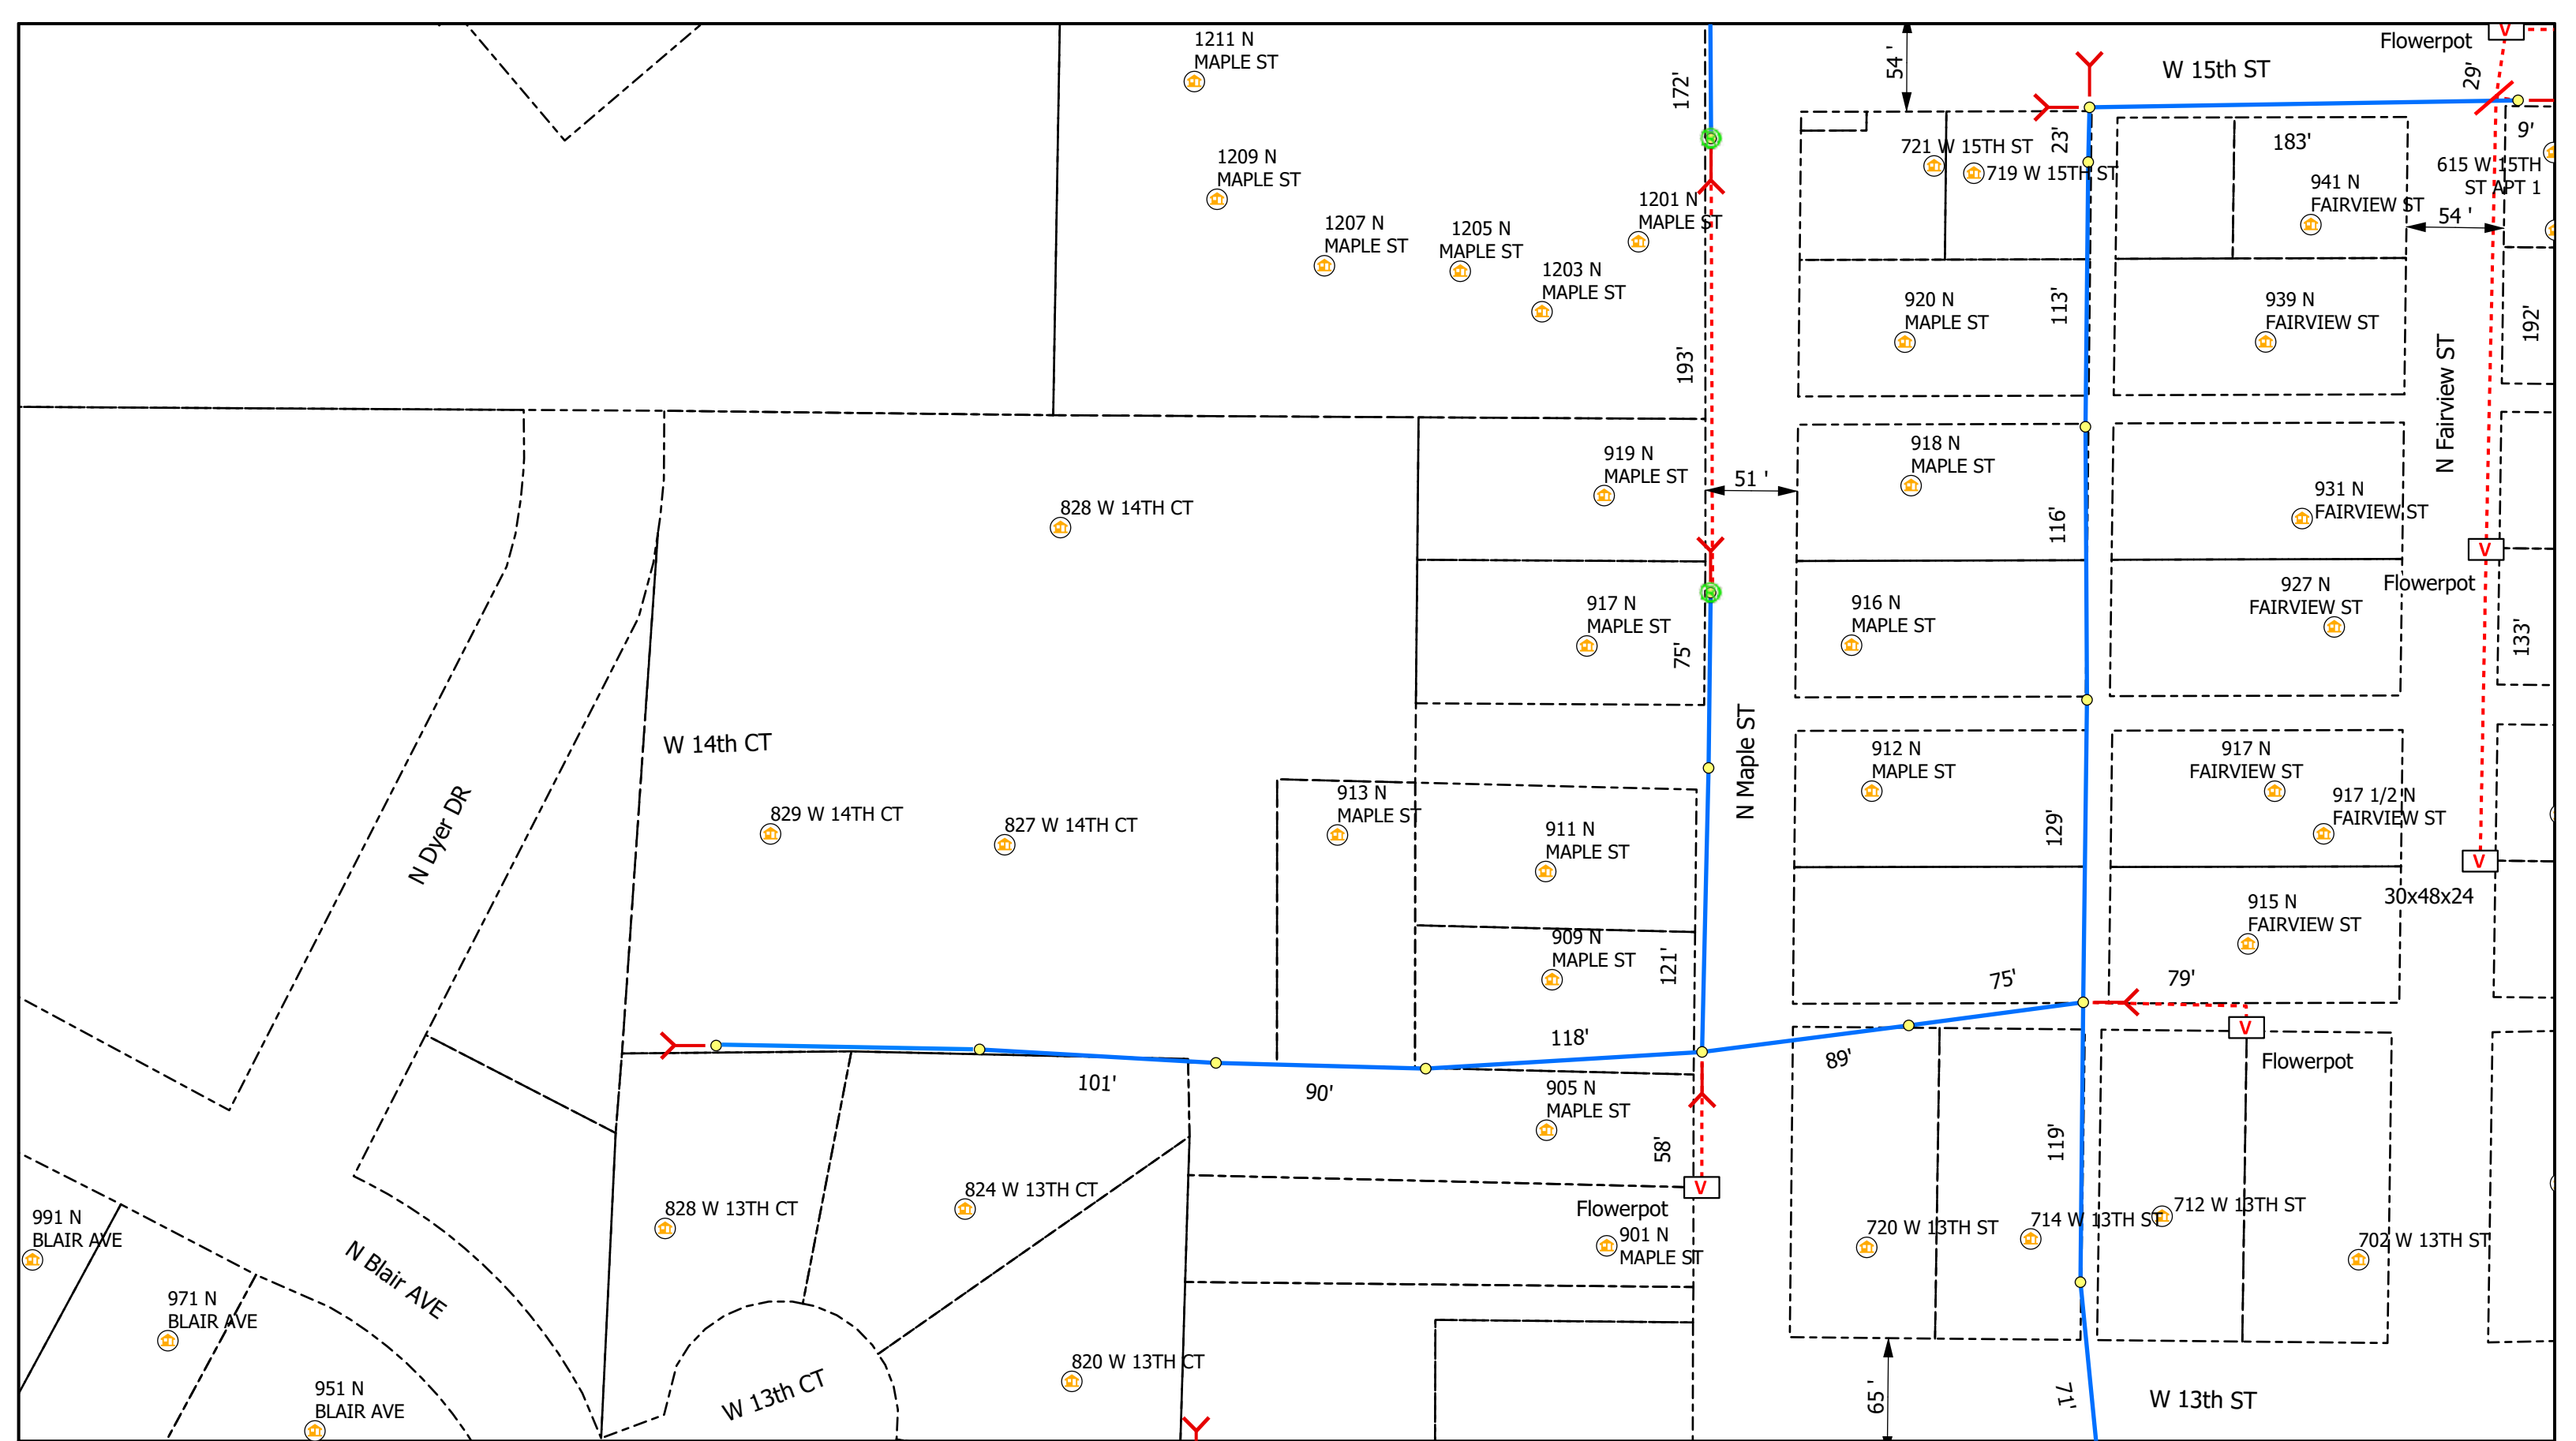 1211 N
MAPLE ST
1209 N
MAPLE ST
1207 N
MAPLE ST
1205 N
MAPLE ST
1203 N
MAPLE ST
1201 N
MAPLE ST
172'
193'
54 '
W 15th ST
Flowerpot
V
29'
9'
23'
721 W 15TH ST
719 W 15TH ST
183'
941 N
FAIRVIEW ST
615 W 15TH
ST APT 1
54 '
920 N
MAPLE ST
113'
939 N
FAIRVIEW ST
N Fairview ST
192'
828 W 14TH CT
919 N
MAPLE ST
51 '
918 N
MAPLE ST
116'
931 N
FAIRVIEW ST
V
Flowerpot
917 N
MAPLE ST
75'
916 N
MAPLE ST
927 N
FAIRVIEW ST
133'
W 14th CT
N Dyer DR
829 W 14TH CT
827 W 14TH CT
913 N
MAPLE ST
911 N
MAPLE ST
N Maple ST
912 N
MAPLE ST
129'
917 N
FAIRVIEW ST
917 1/2 N
FAIRVIEW ST
V
30x48x24
909 N
MAPLE ST
121'
915 N
FAIRVIEW ST
75'
79'
V
Flowerpot
118'
89'
101'
90'
905 N
MAPLE ST
58'
V
Flowerpot
119'
901 N
MAPLE ST
720 W 13TH ST
714 W 13TH ST
712 W 13TH ST
702 W 13TH ST
828 W 13TH CT
824 W 13TH CT
820 W 13TH CT
W 13th CT
991 N
BLAIR AVE
971 N
BLAIR AVE
951 N
BLAIR AVE
N Blair AVE
65 '
71'
W 13th ST